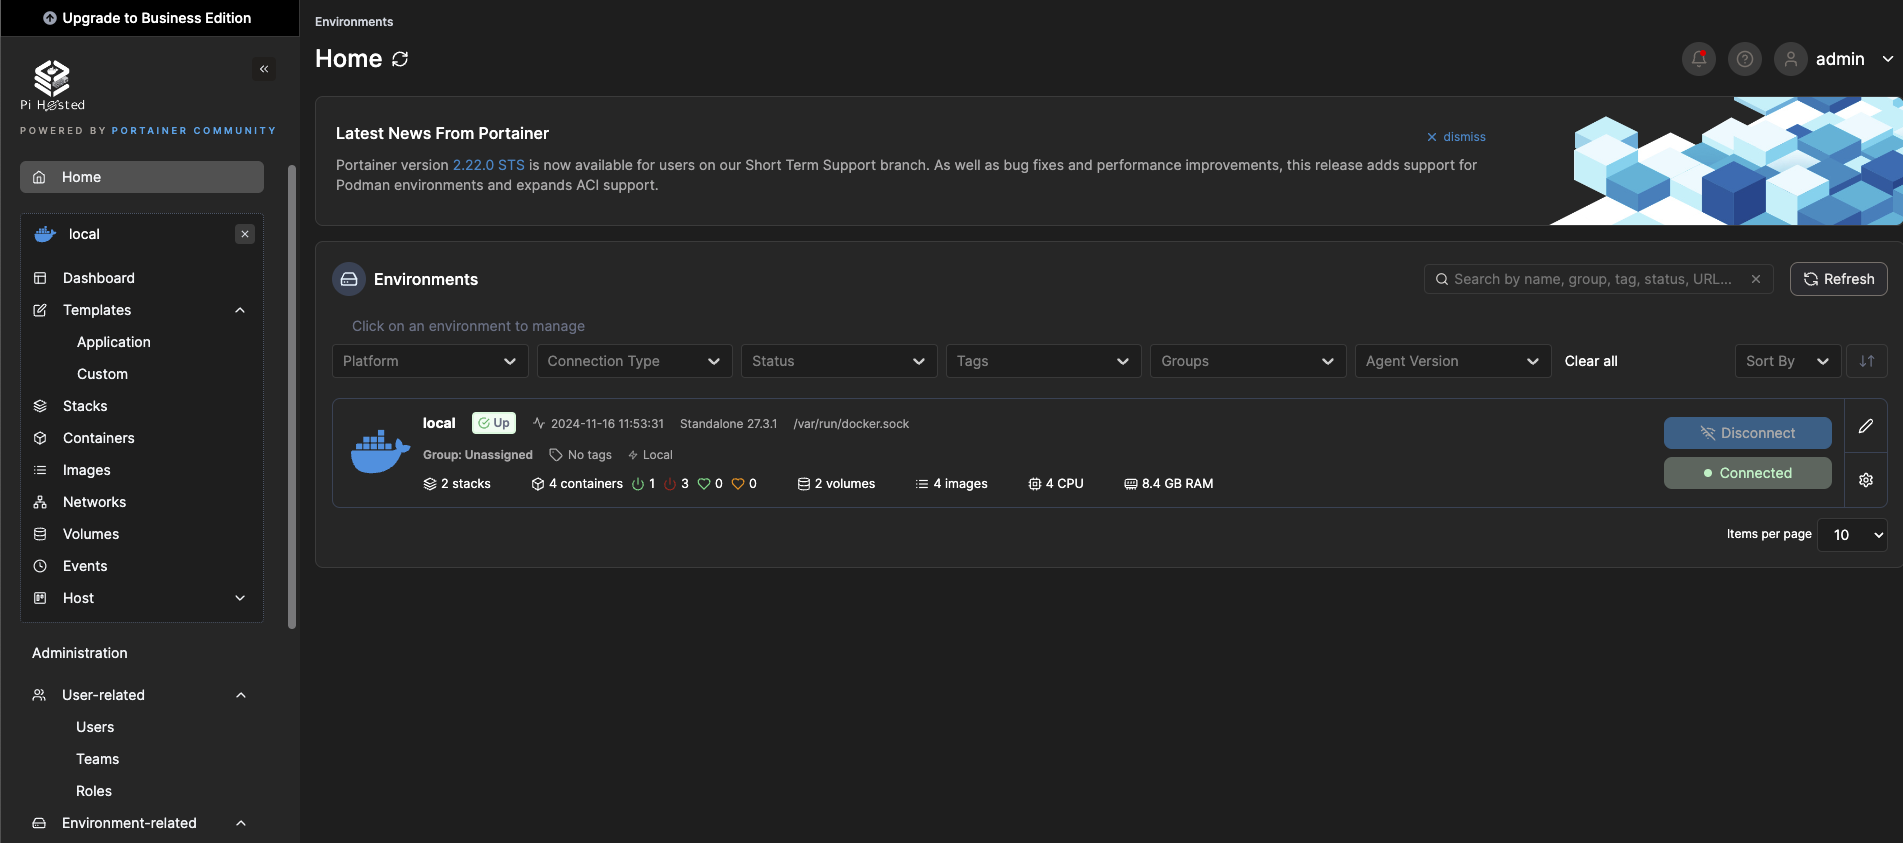 Upgrade to Business Edition
Pi Hosted
POWERED BY PORTAINER COMMUNITY
Home
local
Dashboard
Templates
Application
Custom
Stacks
Containers
Images
Networks
Volumes
Events
Host
Administration
User-related
Users
Teams
Roles
Environment-related
Environments
Home
admin
Latest News From Portainer
dismiss
Portainer version 2.22.0 STS is now available for users on our Short Term Support branch. As well as bug fixes and performance improvements, this release adds support for
Podman environments and expands ACI support.
Environments
Search by name, group, tag, status, URL...
Refresh
Click on an environment to manage
Platform Connection Type Status Tags Groups Agent Version Clear all Sort By
local Up 2024-11-16 11:53:31 Standalone 27.3.1 /var/run/docker.sock
Group: Unassigned No tags Local
2 stacks 4 containers 1 3 0 0 2 volumes 4 images 4 CPU 8.4 GB RAM
Disconnect
Connected
Items per page 10